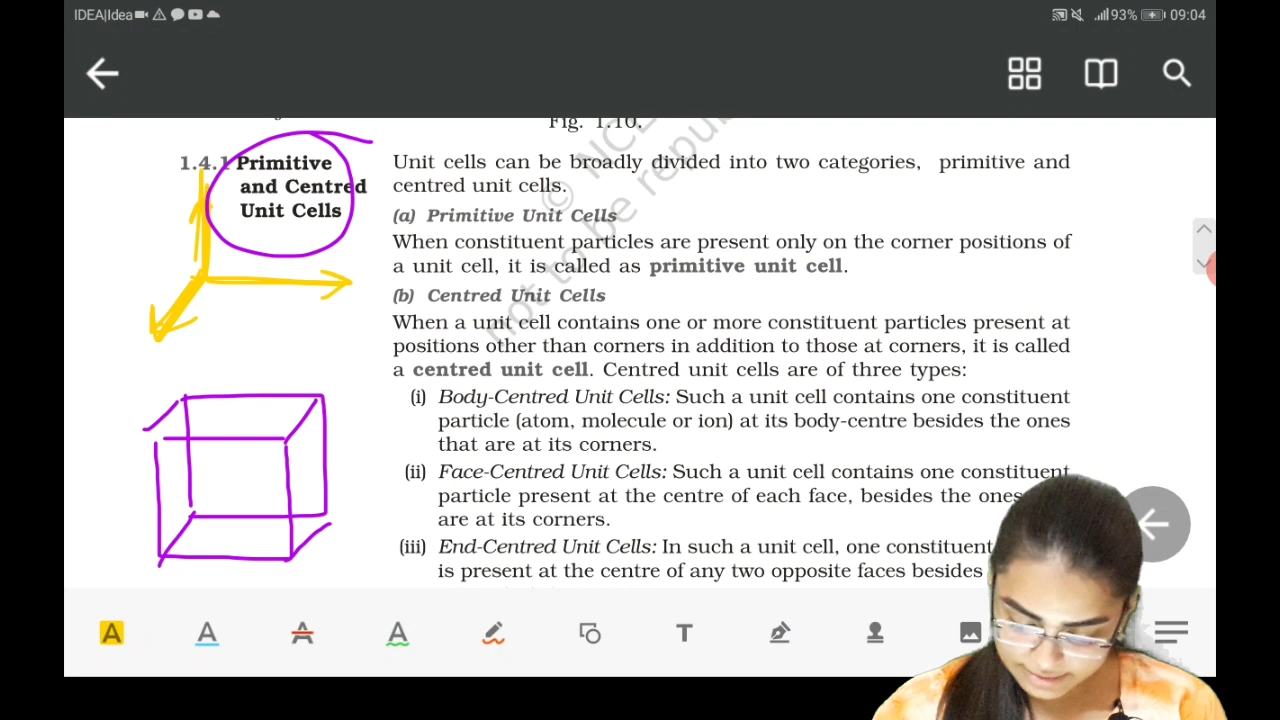 IDEA|Idea
93%
09:04
Fig. 1.10.
1.4.1 Primitive
and Centred
Unit Cells
Unit cells can be broadly divided into two categories, primitive and
centred unit cells.
(a) Primitive Unit Cells
When constituent particles are present only on the corner positions of
a unit cell, it is called as primitive unit cell.
(b) Centred Unit Cells
When a unit cell contains one or more constituent particles present at
positions other than corners in addition to those at corners, it is called
a centred unit cell. Centred unit cells are of three types:
(i) Body-Centred Unit Cells: Such a unit cell contains one constituent
particle (atom, molecule or ion) at its body-centre besides the ones
that are at its corners.
(ii) Face-Centred Unit Cells: Such a unit cell contains one constituent
particle present at the centre of each face, besides the ones
are at its corners.
(iii) End-Centred Unit Cells: In such a unit cell, one constituent
is present at the centre of any two opposite faces besides
© NCE
not to be repub
A
A
A
A
T